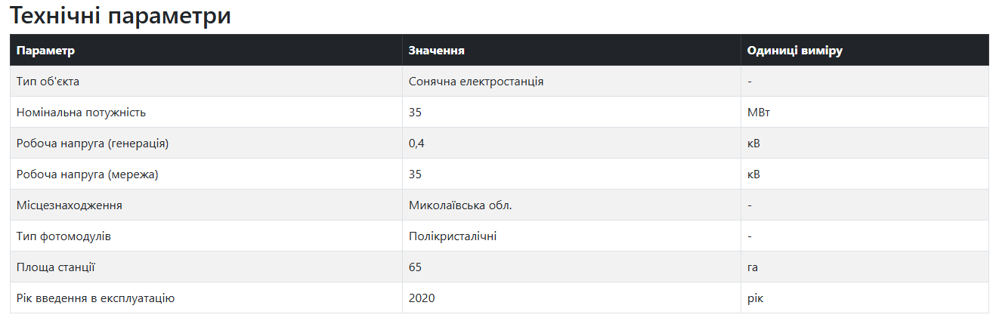 Технічні параметри
Параметр Значення Одиниці виміру
Тип об'єкта Сонячна електростанція -
Номінальна потужність 35 МВт
Робоча напруга (генерація) 0,4 кВ
Робоча напруга (мережа) 35 кВ
Місцезнаходження Миколаївська обл. -
Тип фотомодулів Полікристалічні -
Площа станції 65 га
Рік введення в експлуатацію 2020 рік